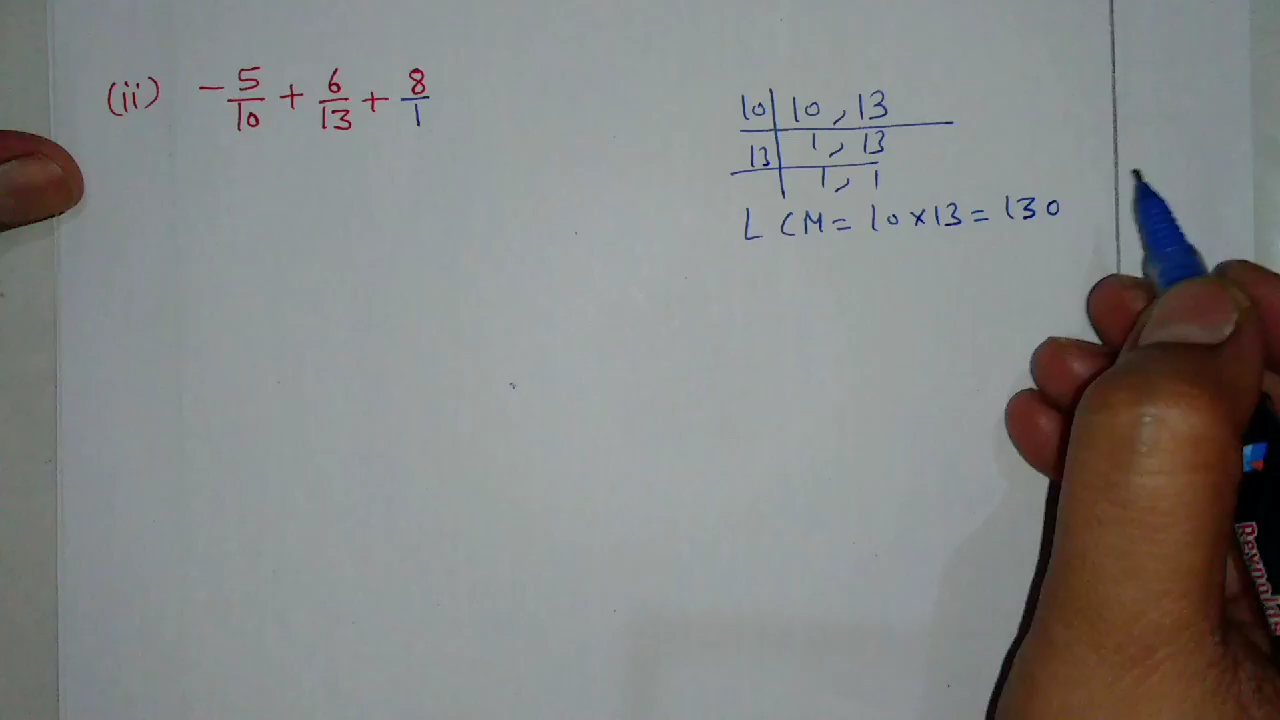 (ii) -5/10 + 6/13 + 8/1
10 | 10, 13
13 | 1, 13
1, 1
LCM = 10×13 = 130
Reynolds